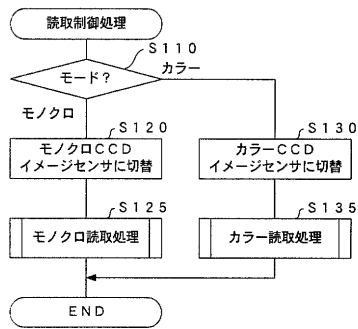 読取制御処理
S110
モード?
カラー
モノクロ
S120
モノクロCCD
イメージセンサに切替
S130
カラーCCD
イメージセンサに切替
S125
モノクロ読取処理
S135
カラー読取処理
END